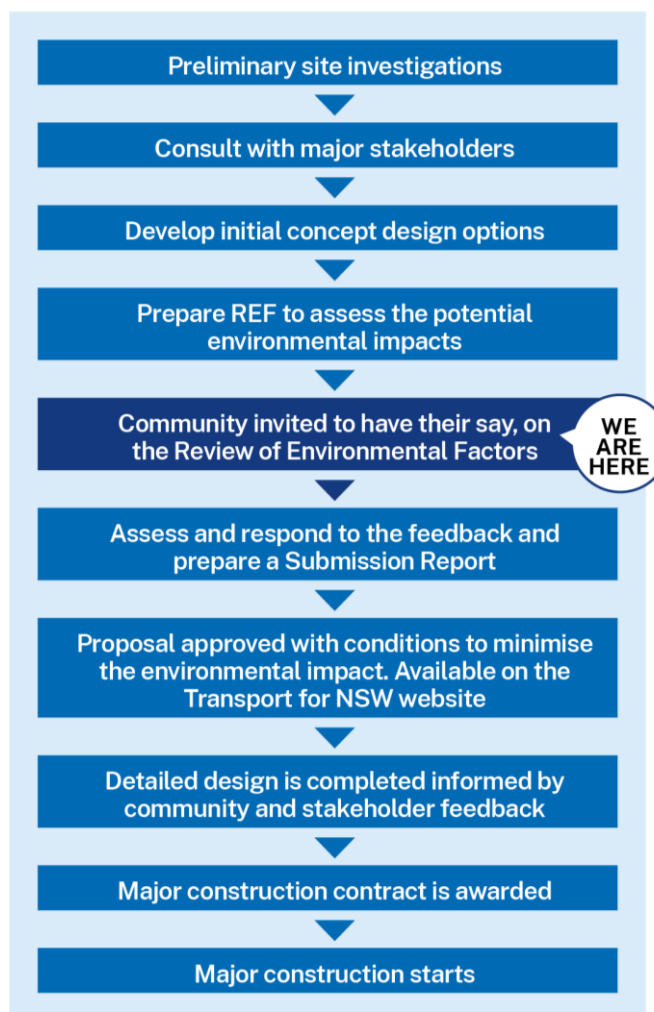 Preliminary site investigations
Consult with major stakeholders
Develop initial concept design options
Prepare REF to assess the potential
environmental impacts
Community invited to have their say, on
the Review of Environmental Factors
WE
ARE
HERE
Assess and respond to the feedback and
prepare a Submission Report
Proposal approved with conditions to minimise
the environmental impact. Available on the
Transport for NSW website
Detailed design is completed informed by
community and stakeholder feedback
Major construction contract is awarded
Major construction starts